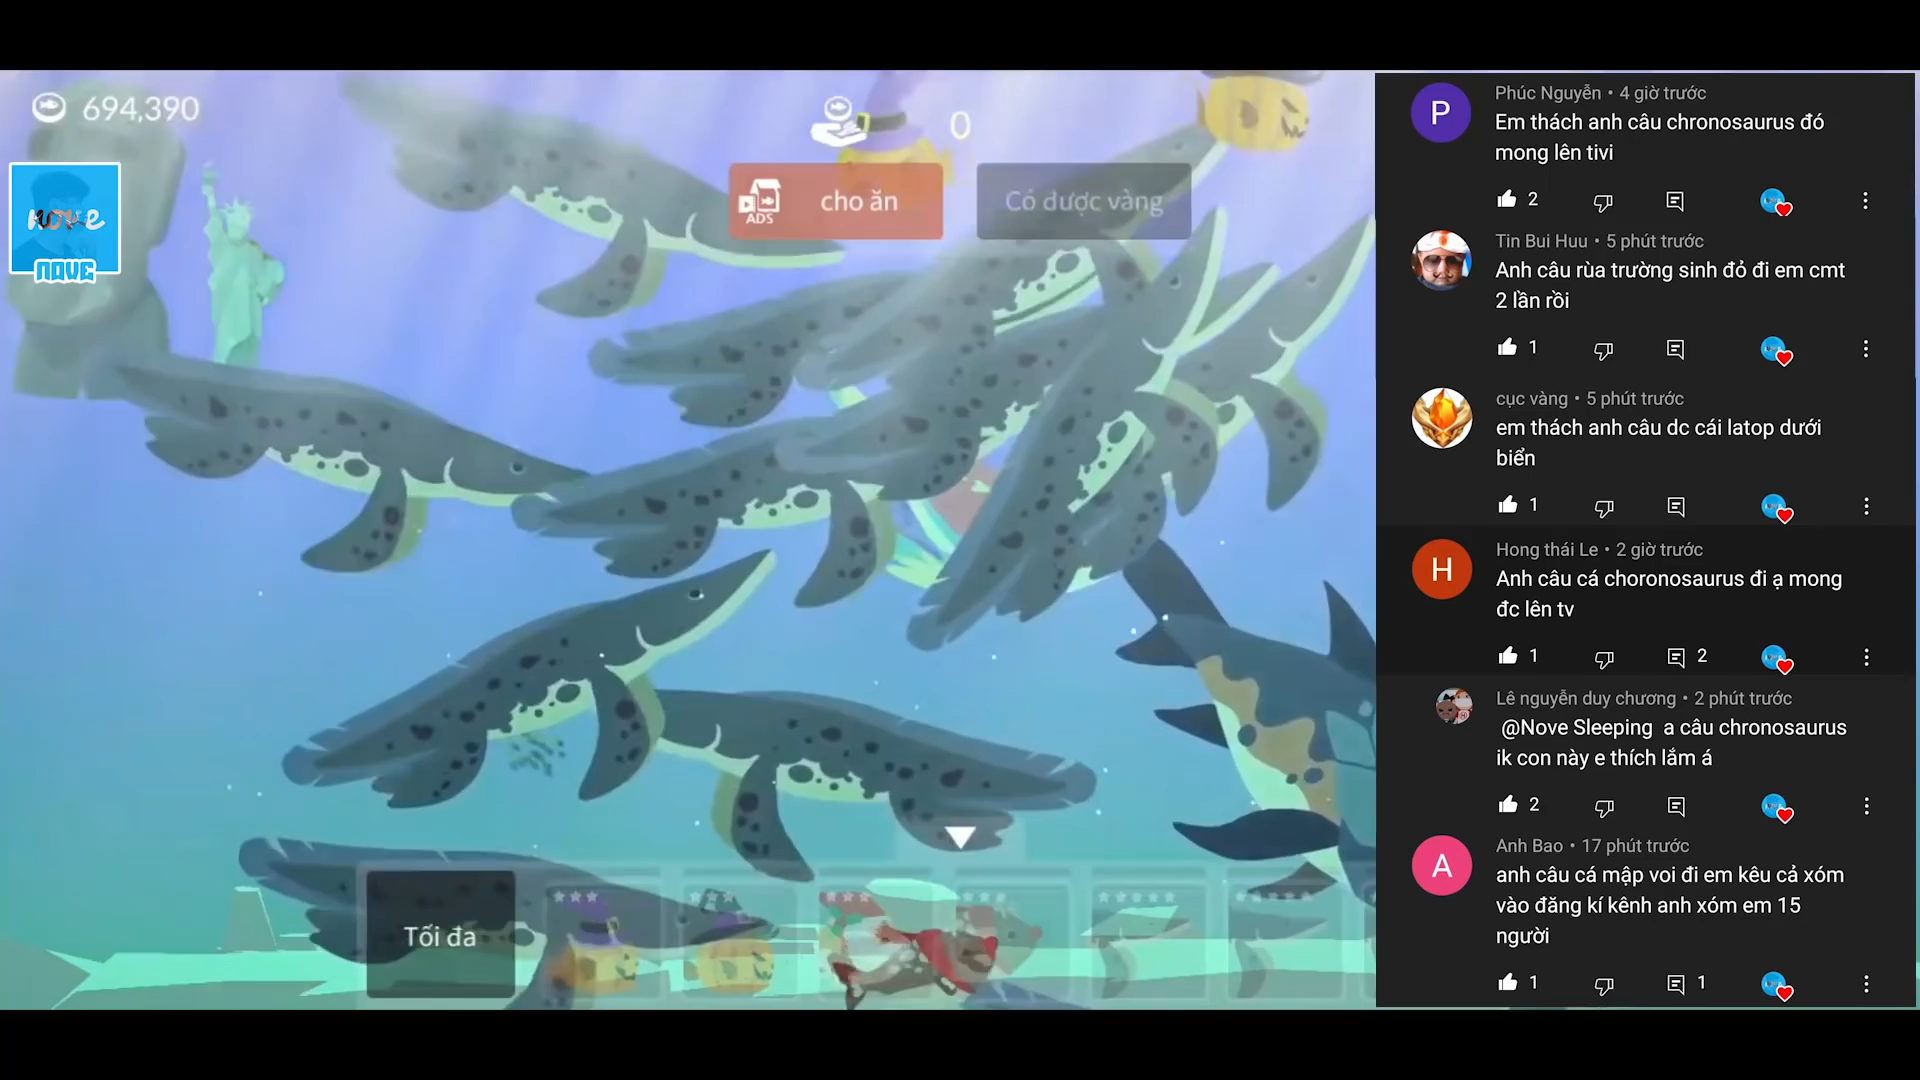 694,390
nove
NOVE
0
ADS
cho ăn
Có được vàng
Tối đa
P
Phúc Nguyễn • 4 giờ trước
Em thách anh câu chronosaurus đó
mong lên tivi
2
Tin Bui Huu • 5 phút trước
Anh câu rùa trường sinh đỏ đi em cmt
2 lần rồi
1
cục vàng • 5 phút trước
em thách anh câu dc cái latop dưới
biển
1
H
Hong thái Le • 2 giờ trước
Anh câu cá choronosaurus đi ạ mong
đc lên tv
1
2
Lê nguyễn duy chương • 2 phút trước
@Nove Sleeping a câu chronosaurus
ik con này e thích lắm á
2
A
Anh Bao • 17 phút trước
anh câu cá mập voi đi em kêu cả xóm
vào đăng kí kênh anh xóm em 15
người
1
1